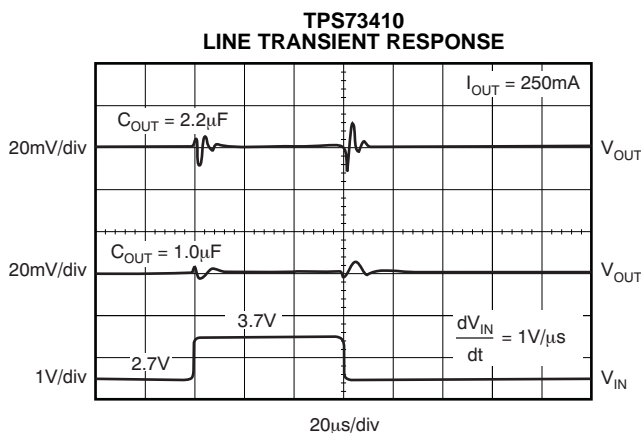 TPS73410
LINE TRANSIENT RESPONSE
I_OUT = 250mA
C_OUT = 2.2μF
20mV/div
V_OUT
C_OUT = 1.0μF
20mV/div
V_OUT
3.7V
dV_IN
dt
= 1V/μs
2.7V
1V/div
V_IN
20μs/div